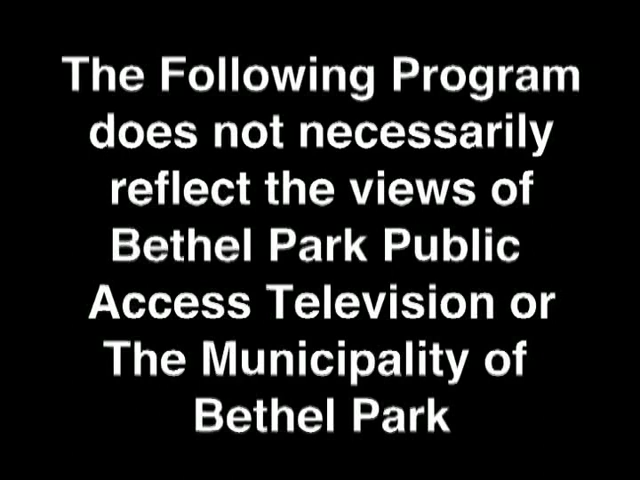 The Following Program
does not necessarily
reflect the views of
Bethel Park Public
Access Television or
The Municipality of
Bethel Park